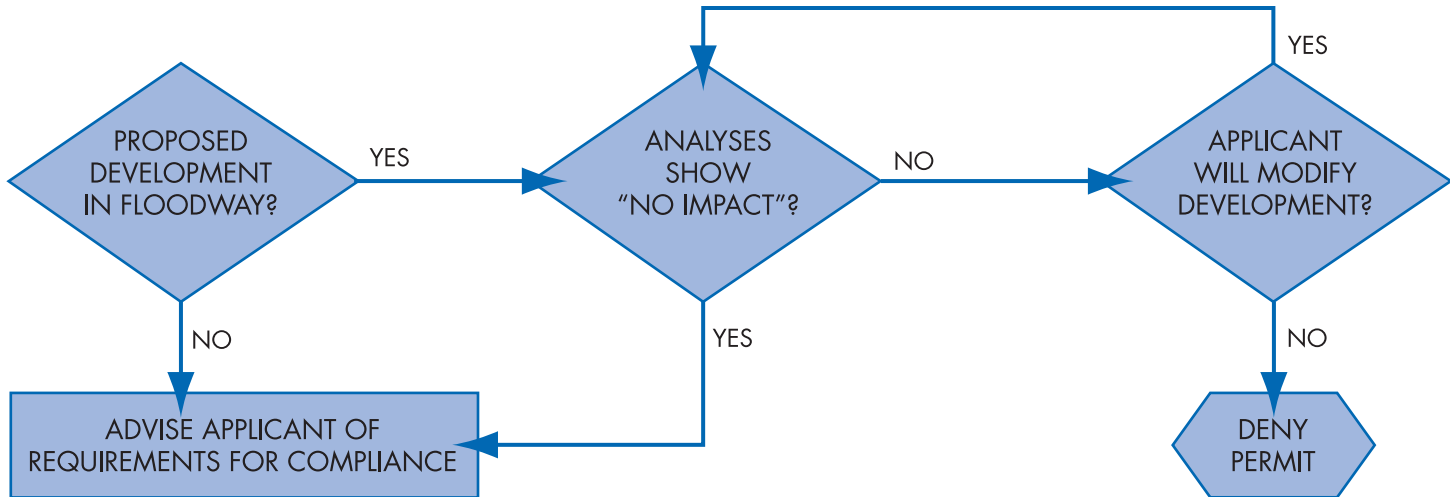 PROPOSED
DEVELOPMENT
IN FLOODWAY?
YES
ANALYSES
SHOW
“NO IMPACT”?
NO
APPLICANT
WILL MODIFY
DEVELOPMENT?
YES
NO
YES
NO
ADVISE APPLICANT OF
REQUIREMENTS FOR COMPLIANCE
DENY
PERMIT